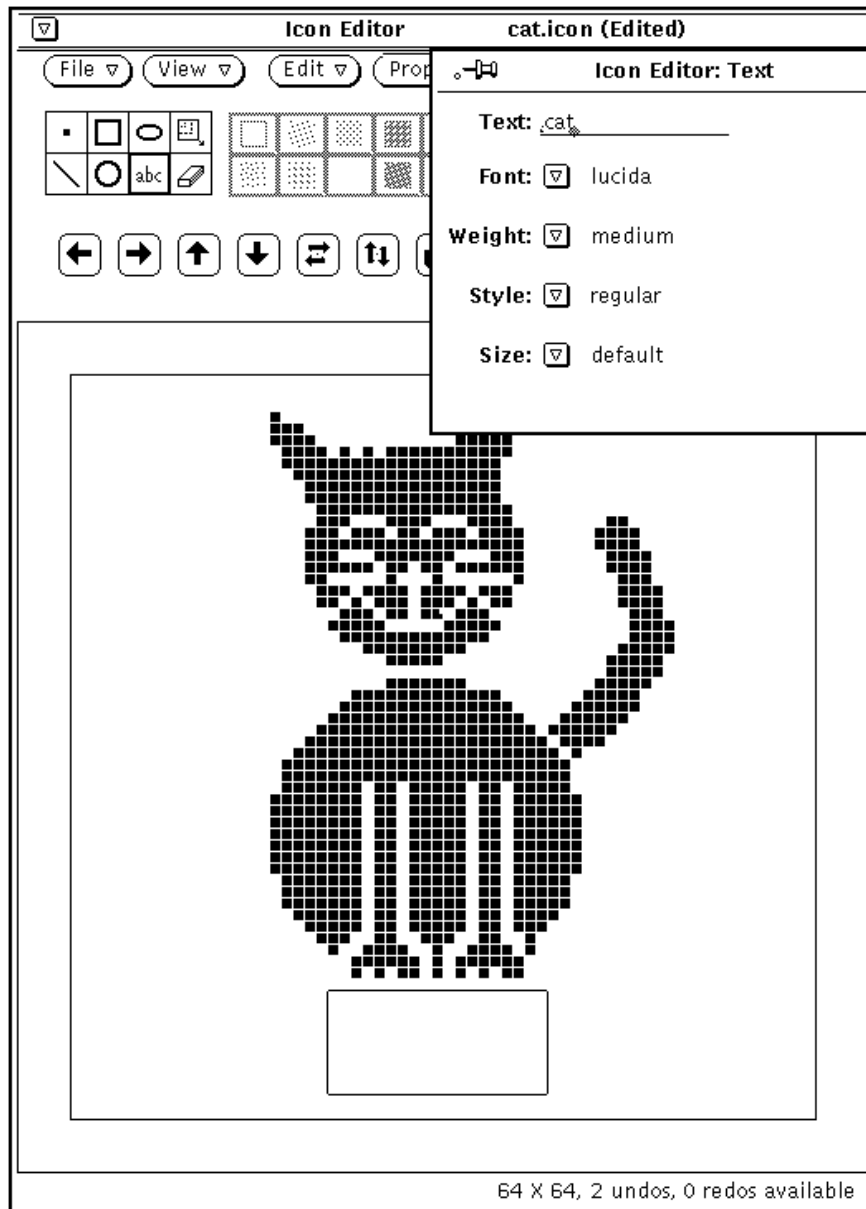 Icon Editor cat.icon (Edited)
File View Edit Prop
Icon Editor: Text
Text: cat
abc
Font: lucida
Weight: medium
Style: regular
Size: default
64 X 64, 2 undos, 0 redos available